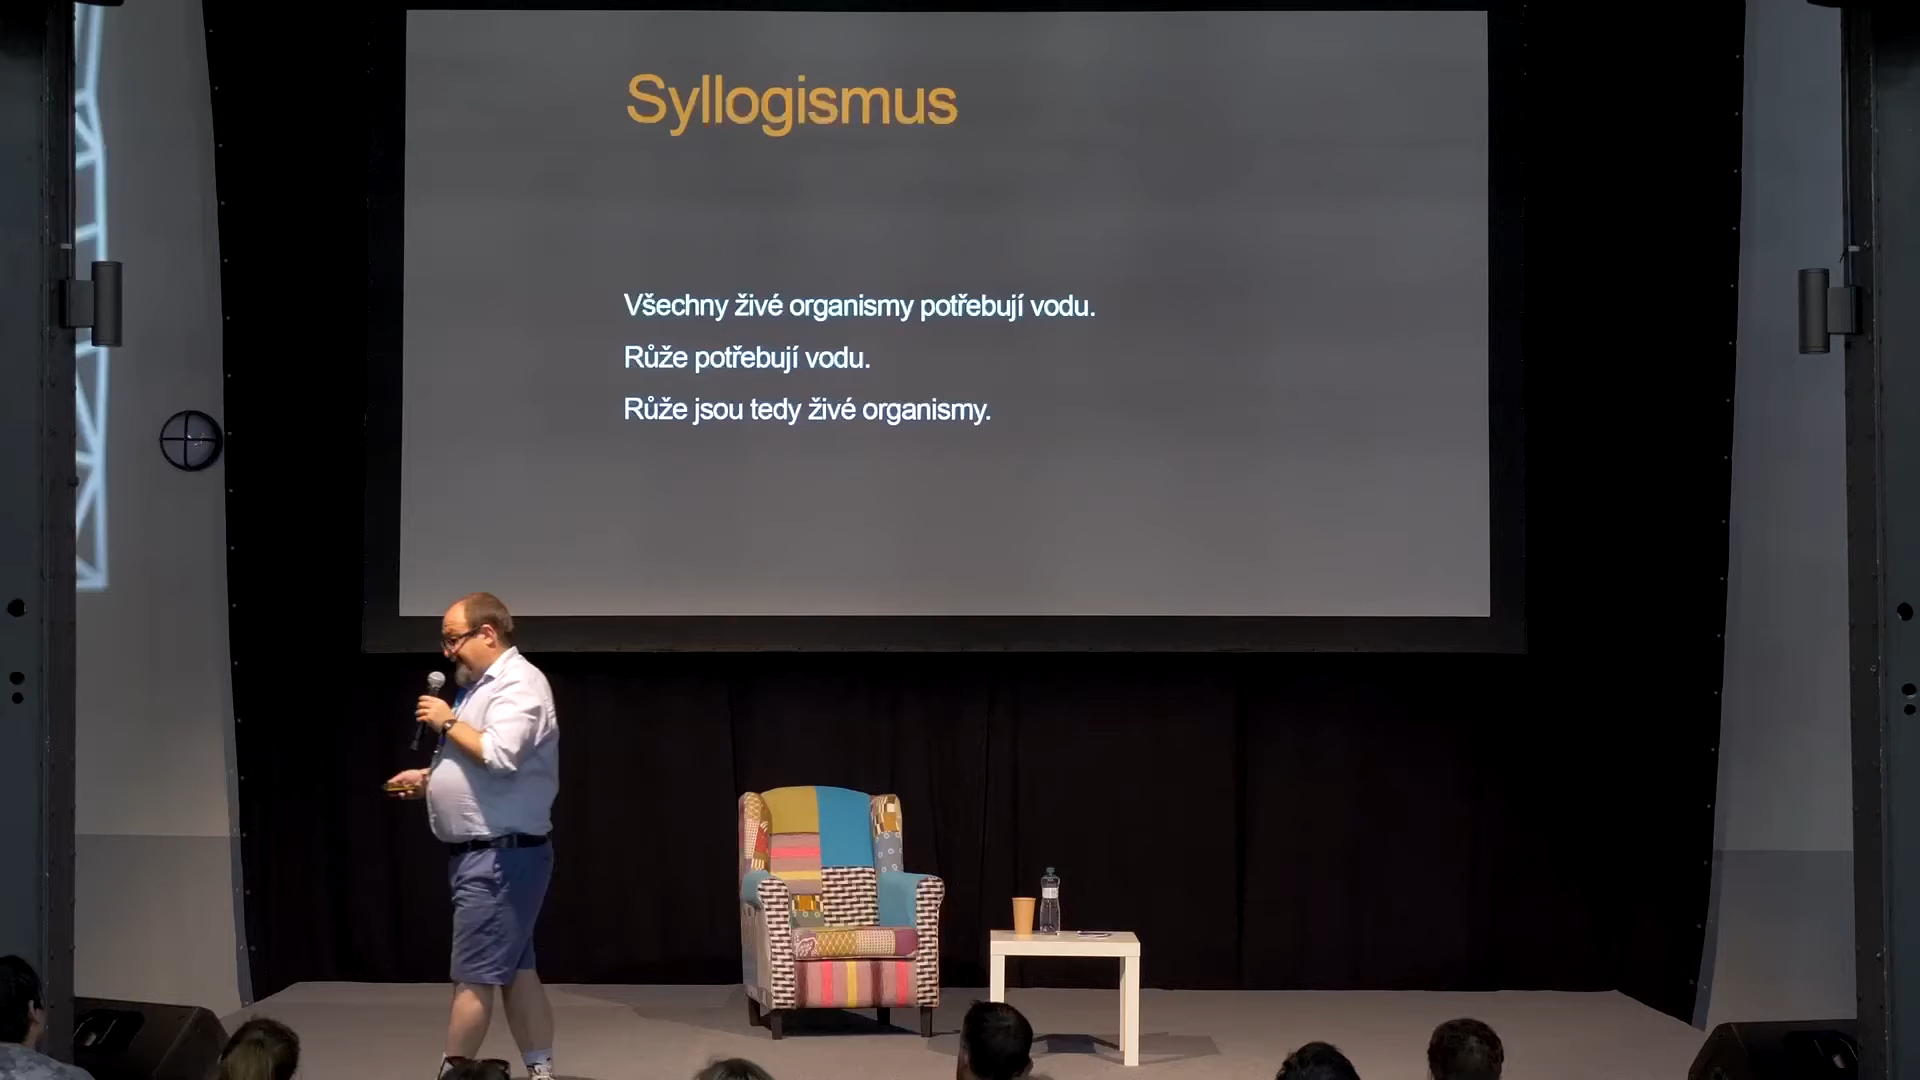 Syllogismus
Všechny živé organismy potřebují vodu.
Růže potřebují vodu.
Růže jsou tedy živé organismy.